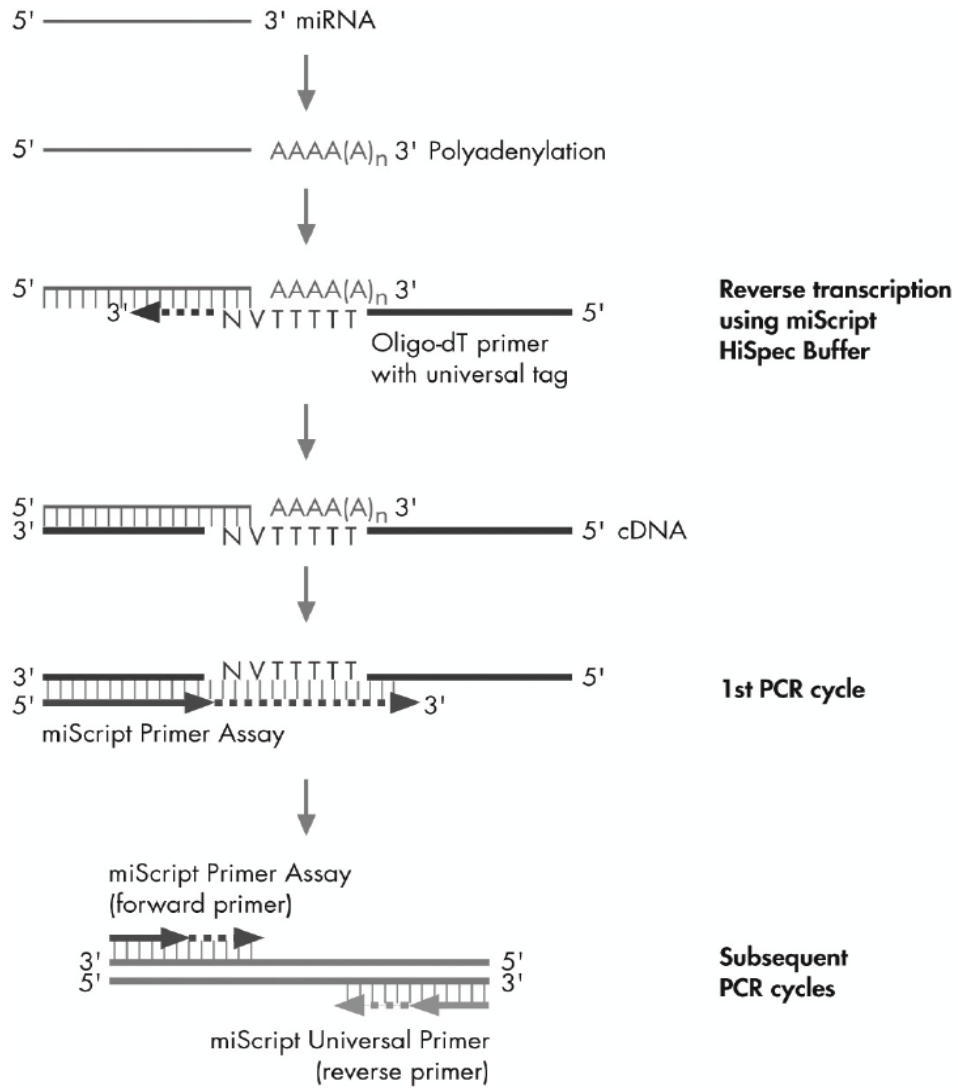 5' 3' miRNA
5' AAAA(A)n 3' Polyadenylation
5' AAAA(A)n 3'
3' N V T T T T T 5'
Oligo-dT primer
with universal tag
Reverse transcription
using miScript
HiSpec Buffer
5' AAAA(A)n 3'
3' N V T T T T T 5' cDNA
3' N V T T T T T 5'
5' 3'
miScript Primer Assay
1st PCR cycle
miScript Primer Assay
(forward primer)
3' 5'
5' 3'
miScript Universal Primer
(reverse primer)
Subsequent
PCR cycles